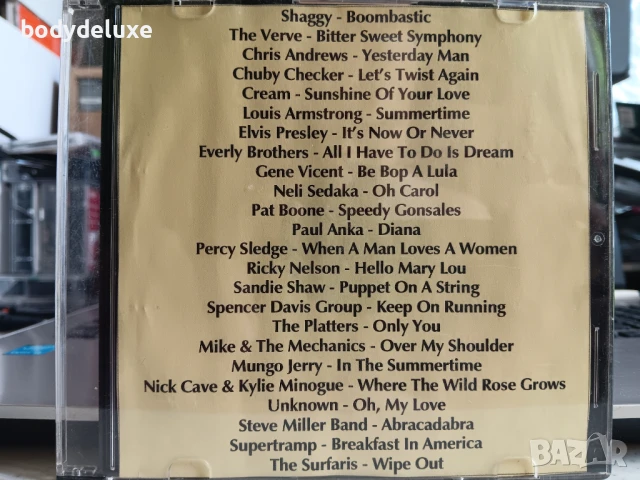 bodydeluxe
Shaggy - Boombastic
The Verve - Bitter Sweet Symphony
Chris Andrews - Yesterday Man
Chuby Checker - Let's Twist Again
Cream - Sunshine Of Your Love
Louis Armstrong - Summertime
Elvis Presley - It's Now Or Never
Everly Brothers - All I Have To Do Is Dream
Gene Vicent - Be Bop A Lula
Neli Sedaka - Oh Carol
Pat Boone - Speedy Gonsales
Paul Anka - Diana
Percy Sledge - When A Man Loves A Women
Ricky Nelson - Hello Mary Lou
Sandie Shaw - Puppet On A String
Spencer Davis Group - Keep On Running
The Platters - Only You
Mike & The Mechanics - Over My Shoulder
Mungo Jerry - In The Summertime
Nick Cave & Kylie Minogue - Where The Wild Rose Grows
Unknown - Oh, My Love
Steve Miller Band - Abracadabra
Supertramp - Breakfast In America
The Surfaris - Wipe Out
BAZAR